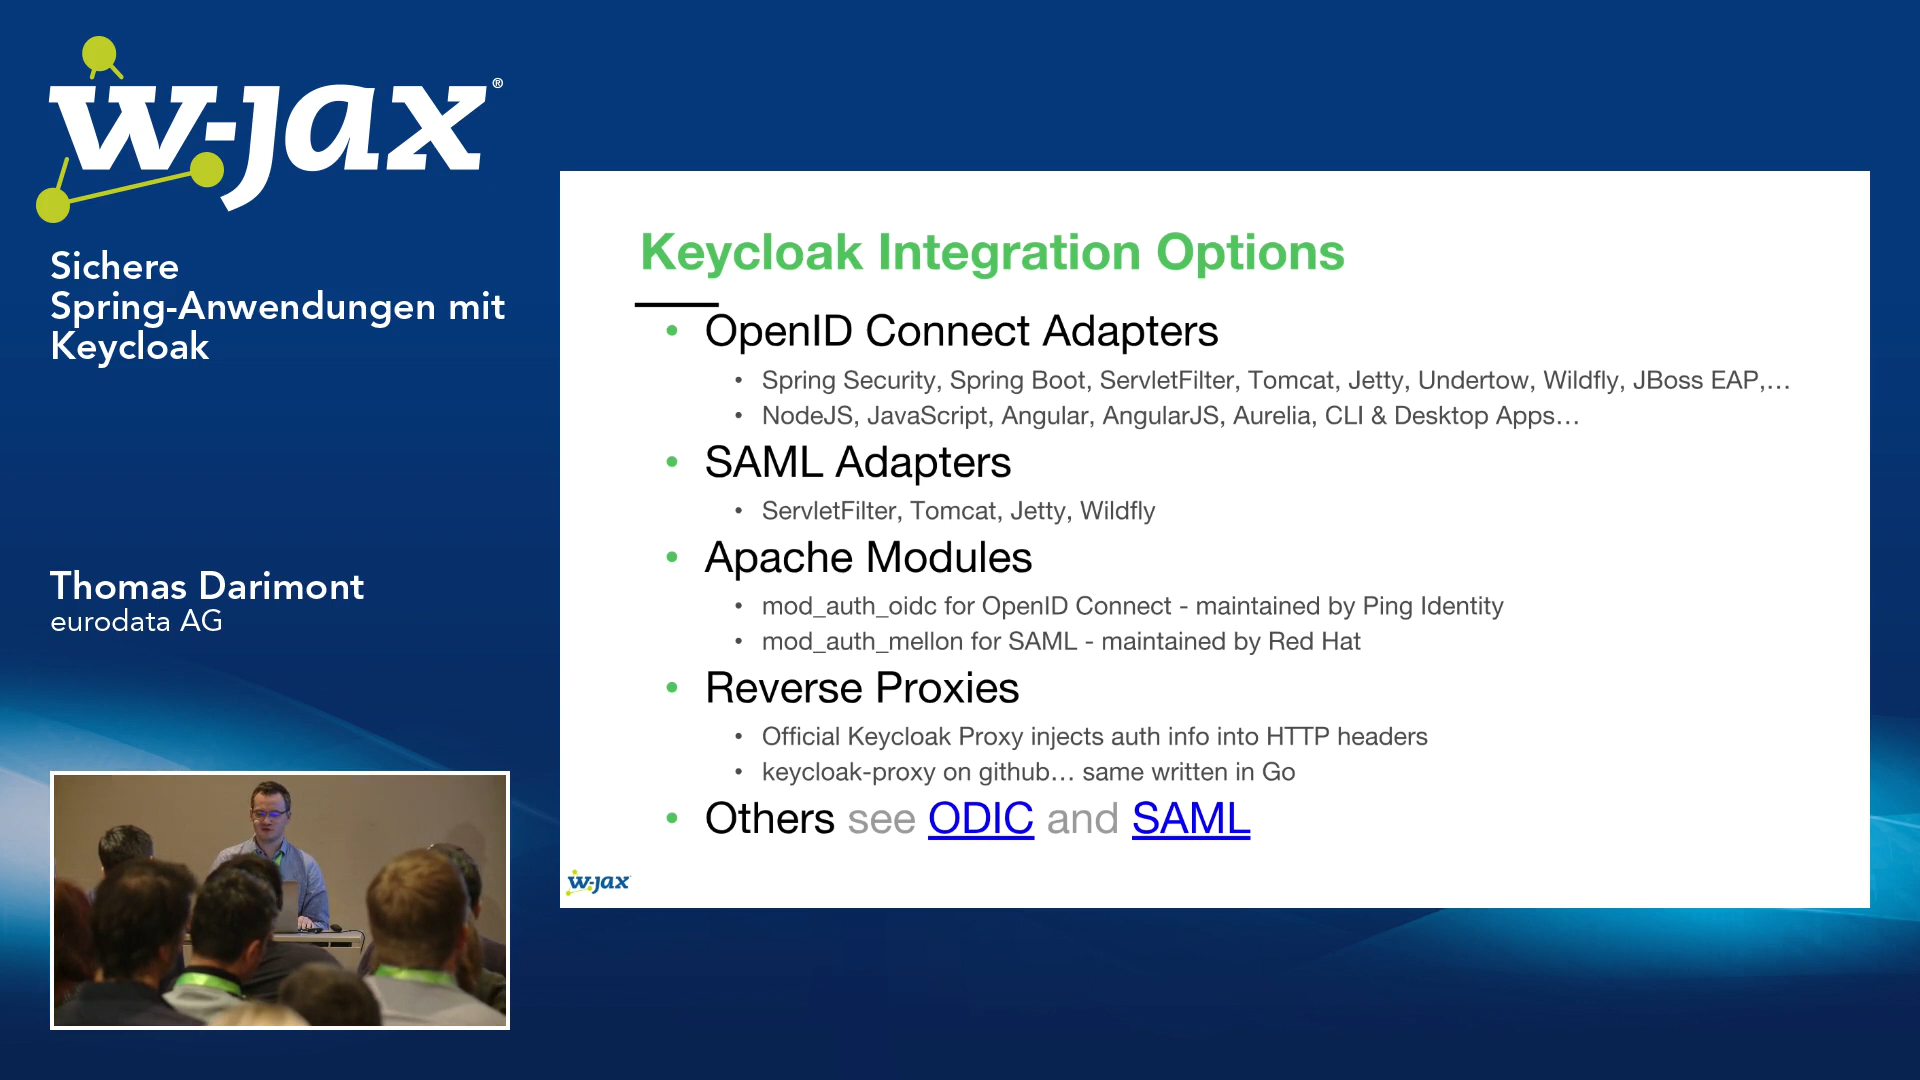 w-jax®
Sichere
Spring-Anwendungen mit
Keycloak
Thomas Darimont
eurodata AG
Keycloak Integration Options
• OpenID Connect Adapters
• Spring Security, Spring Boot, ServletFilter, Tomcat, Jetty, Undertow, Wildfly, JBoss EAP,…
• NodeJS, JavaScript, Angular, AngularJS, Aurelia, CLI & Desktop Apps…
• SAML Adapters
• ServletFilter, Tomcat, Jetty, Wildfly
• Apache Modules
• mod_auth_oidc for OpenID Connect - maintained by Ping Identity
• mod_auth_mellon for SAML - maintained by Red Hat
• Reverse Proxies
• Official Keycloak Proxy injects auth info into HTTP headers
• keycloak-proxy on github… same written in Go
• Others see ODIC and SAML
w-jax